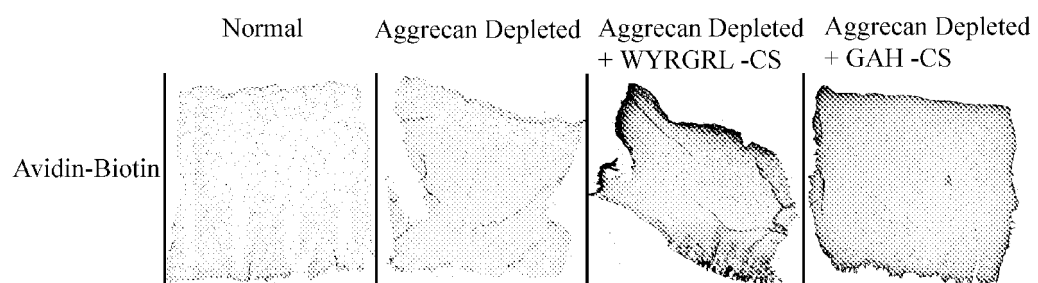 Normal
Aggrecan Depleted
Aggrecan Depleted
+ WYRGRL -CS
Aggrecan Depleted
+ GAH -CS
Avidin-Biotin